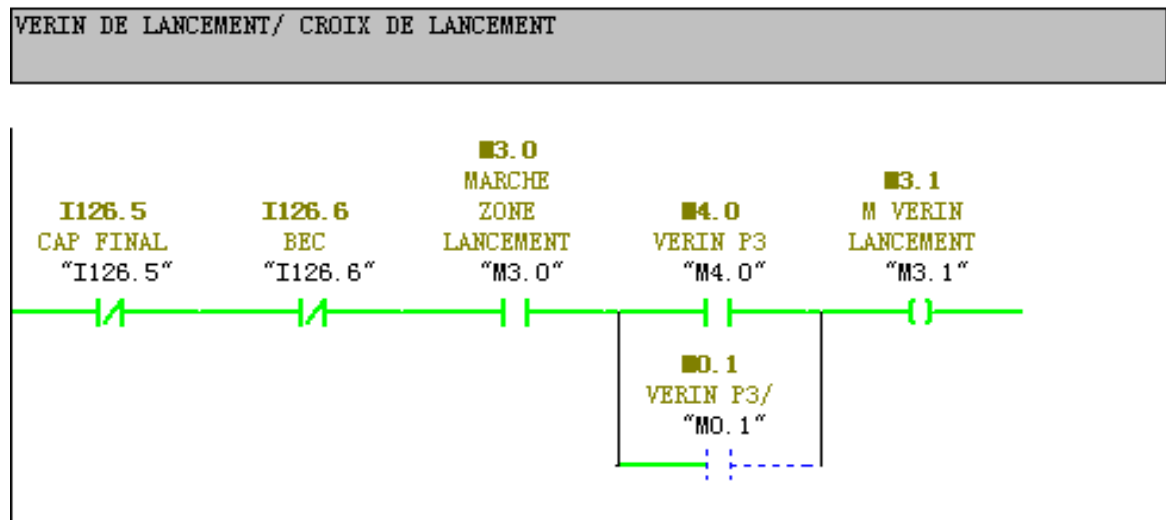 VERIN DE LANCEMENT/ CROIX DE LANCEMENT
I126.5
CAP FINAL
"I126.5"
I126.6
BEC
"I126.6"
M3.0
MARCHE
ZONE
LANCEMENT
"M3.0"
M4.0
VERIN P3
"M4.0"
M3.1
M VERIN
LANCEMENT
"M3.1"
M0.1
VERIN P3/
"M0.1"